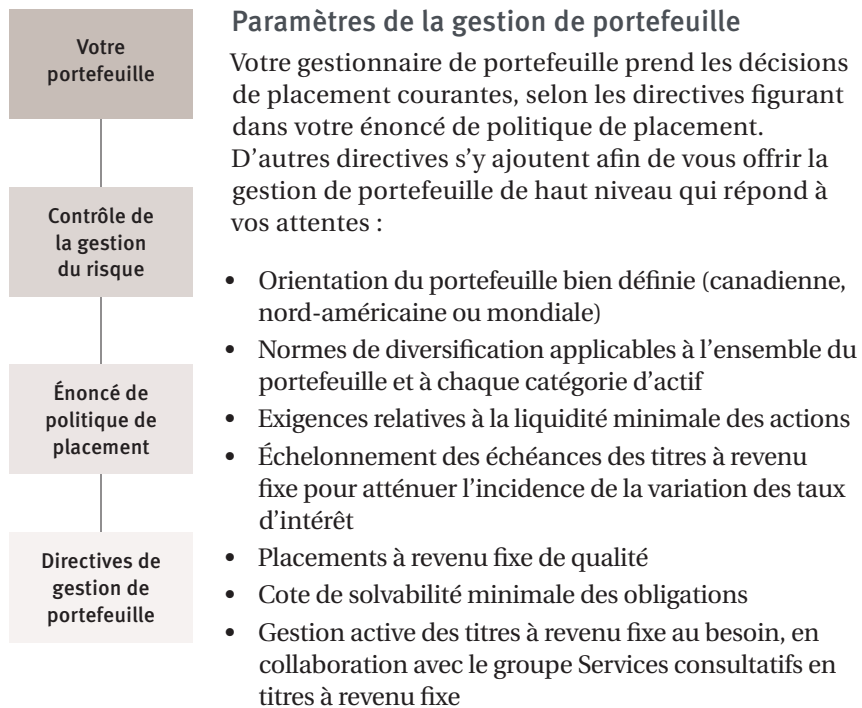 Votre
portefeuille
Contrôle de
la gestion
du risque
Énoncé de
politique de
placement
Directives de
gestion de
portefeuille
Paramètres de la gestion de portefeuille
Votre gestionnaire de portefeuille prend les décisions
de placement courantes, selon les directives figurant
dans votre énoncé de politique de placement.
D’autres directives s’y ajoutent afin de vous offrir la
gestion de portefeuille de haut niveau qui répond à
vos attentes :
• Orientation du portefeuille bien définie (canadienne,
nord-américaine ou mondiale)
• Normes de diversification applicables à l’ensemble du
portefeuille et à chaque catégorie d’actif
• Exigences relatives à la liquidité minimale des actions
• Échelonnement des échéances des titres à revenu
fixe pour atténuer l’incidence de la variation des taux
d’intérêt
• Placements à revenu fixe de qualité
• Cote de solvabilité minimale des obligations
• Gestion active des titres à revenu fixe au besoin, en
collaboration avec le groupe Services consultatifs en
titres à revenu fixe